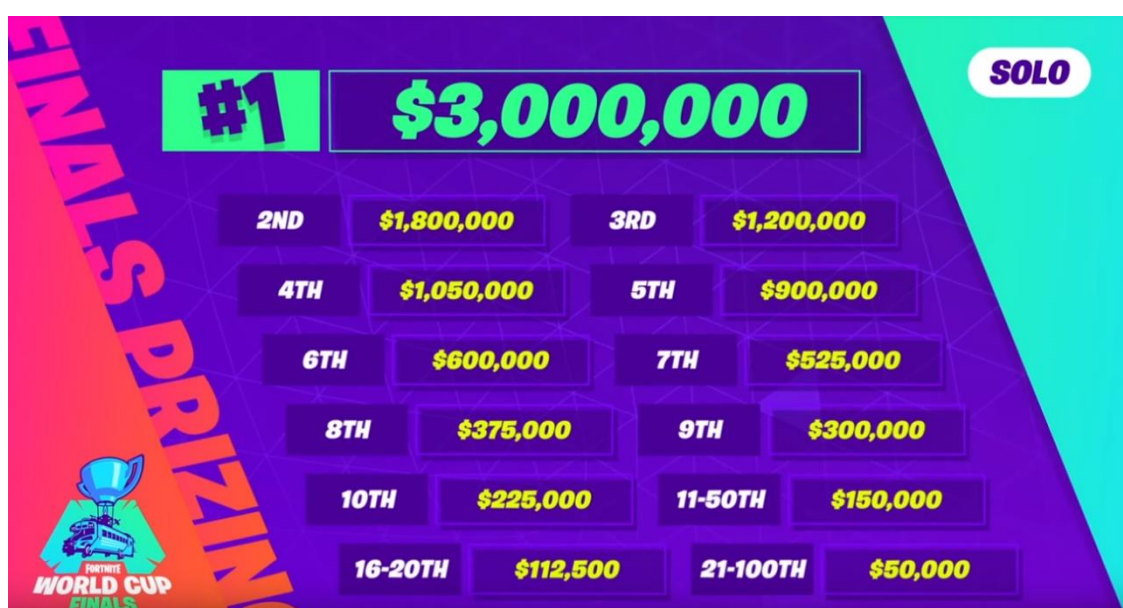 FINALS PRIZING
SOLO
#1 $3,000,000
2ND $1,800,000 3RD $1,200,000
4TH $1,050,000 5TH $900,000
6TH $600,000 7TH $525,000
8TH $375,000 9TH $300,000
10TH $225,000 11-50TH $150,000
16-20TH $112,500 21-100TH $50,000
FORTNITE
WORLD CUP
FINALS